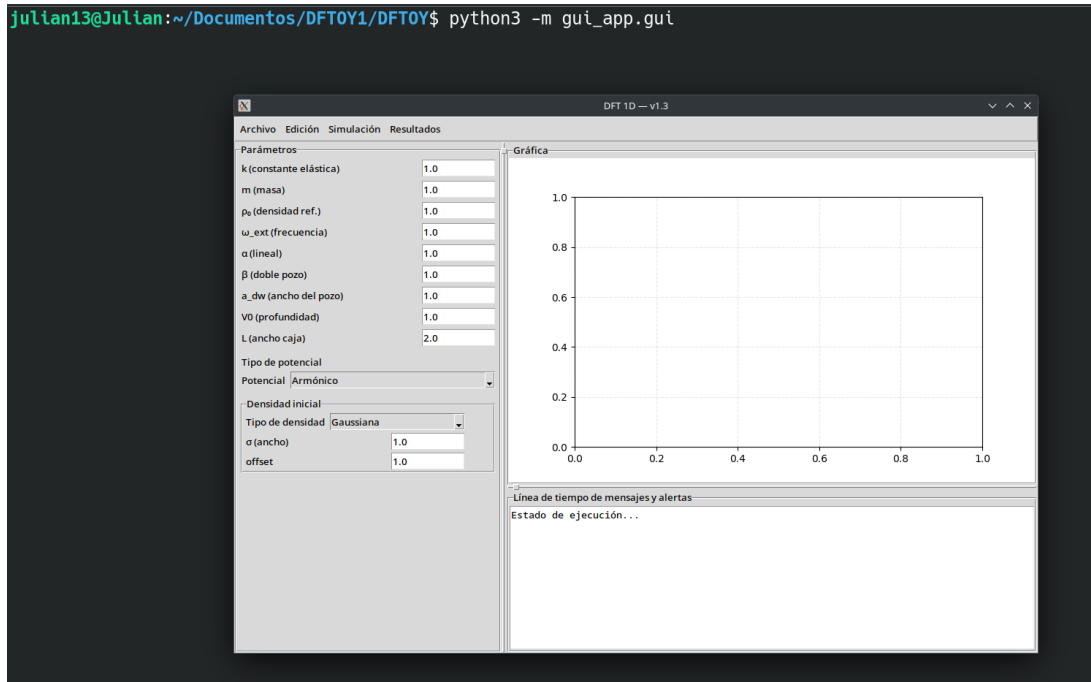 julian13@Julian:~/Documentos/DFTOY1/DFTOY$ python3 -m gui_app.gui
DFT 1D — v1.3
Archivo Edición Simulación Resultados
Parámetros
k (constante elástica) 1.0
m (masa) 1.0
ρ₀ (densidad ref.) 1.0
ω_ext (frecuencia) 1.0
α (lineal) 1.0
β (doble pozo) 1.0
a_dw (ancho del pozo) 1.0
V0 (profundidad) 1.0
L (ancho caja) 2.0
Tipo de potencial
Potencial Armónico
Densidad inicial
Tipo de densidad Gaussiana
σ (ancho) 1.0
offset 1.0
Gráfica
1.0
0.8
0.6
0.4
0.2
0.0
0.0 0.2 0.4 0.6 0.8 1.0
Línea de tiempo de mensajes y alertas
Estado de ejecución...